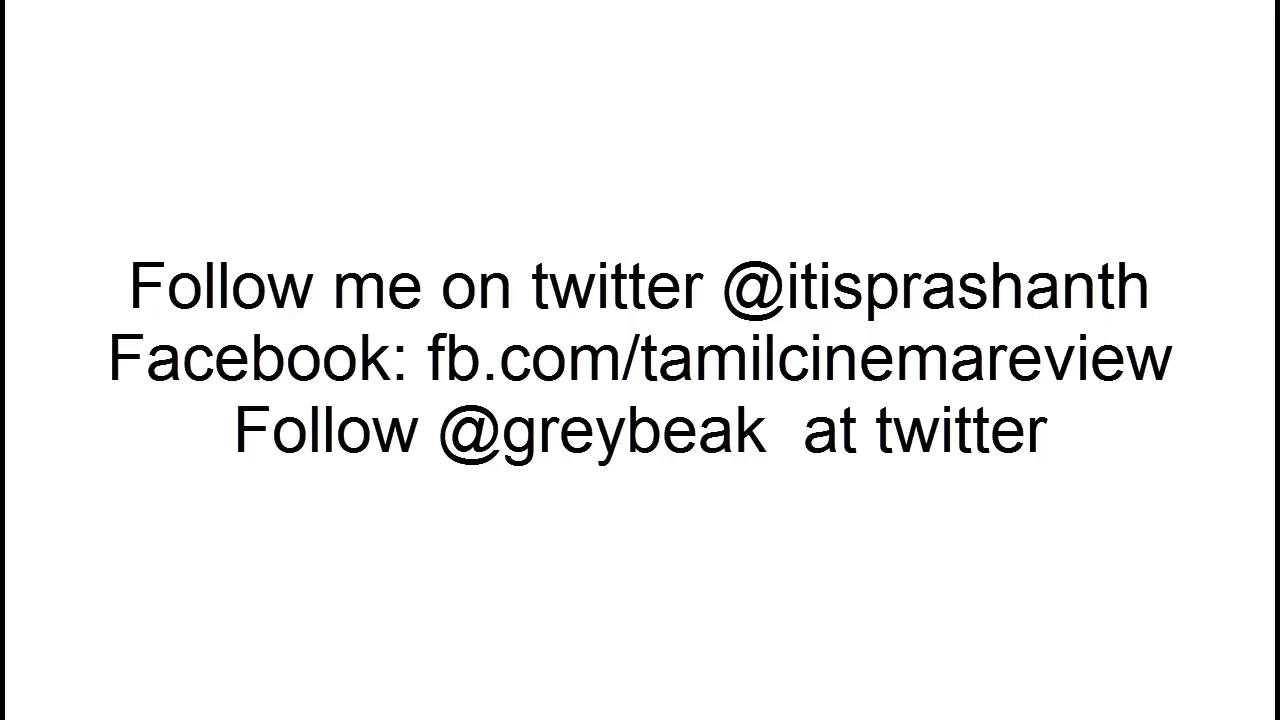 Follow me on twitter @itisprashanth
Facebook: fb.com/tamilcinemareview
Follow @greybeak  at twitter